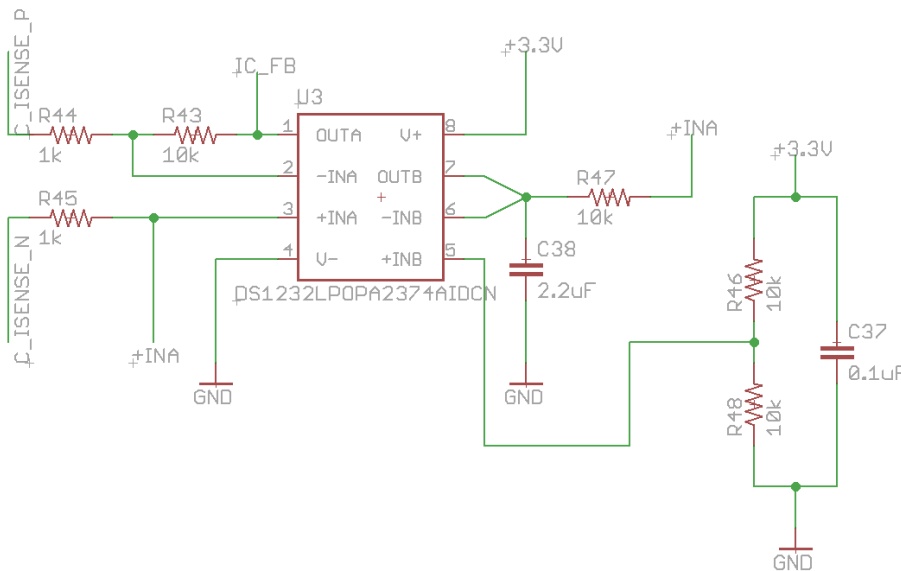 C_ISENSE_P
R44
1k
R43
10k
IC_FB
U3
+3.3V
1
OUTA
V+
8
2
-INA
OUTB
7
3
+INA
-INB
6
4
V-
+INB
5
DS1232LPOPA2374AIDCN
R45
1k
C_ISENSE_N
+INA
GND
R47
10k
+INA
C38
2.2uF
GND
+3.3V
R46
10k
R48
10k
C37
0.1uF
GND